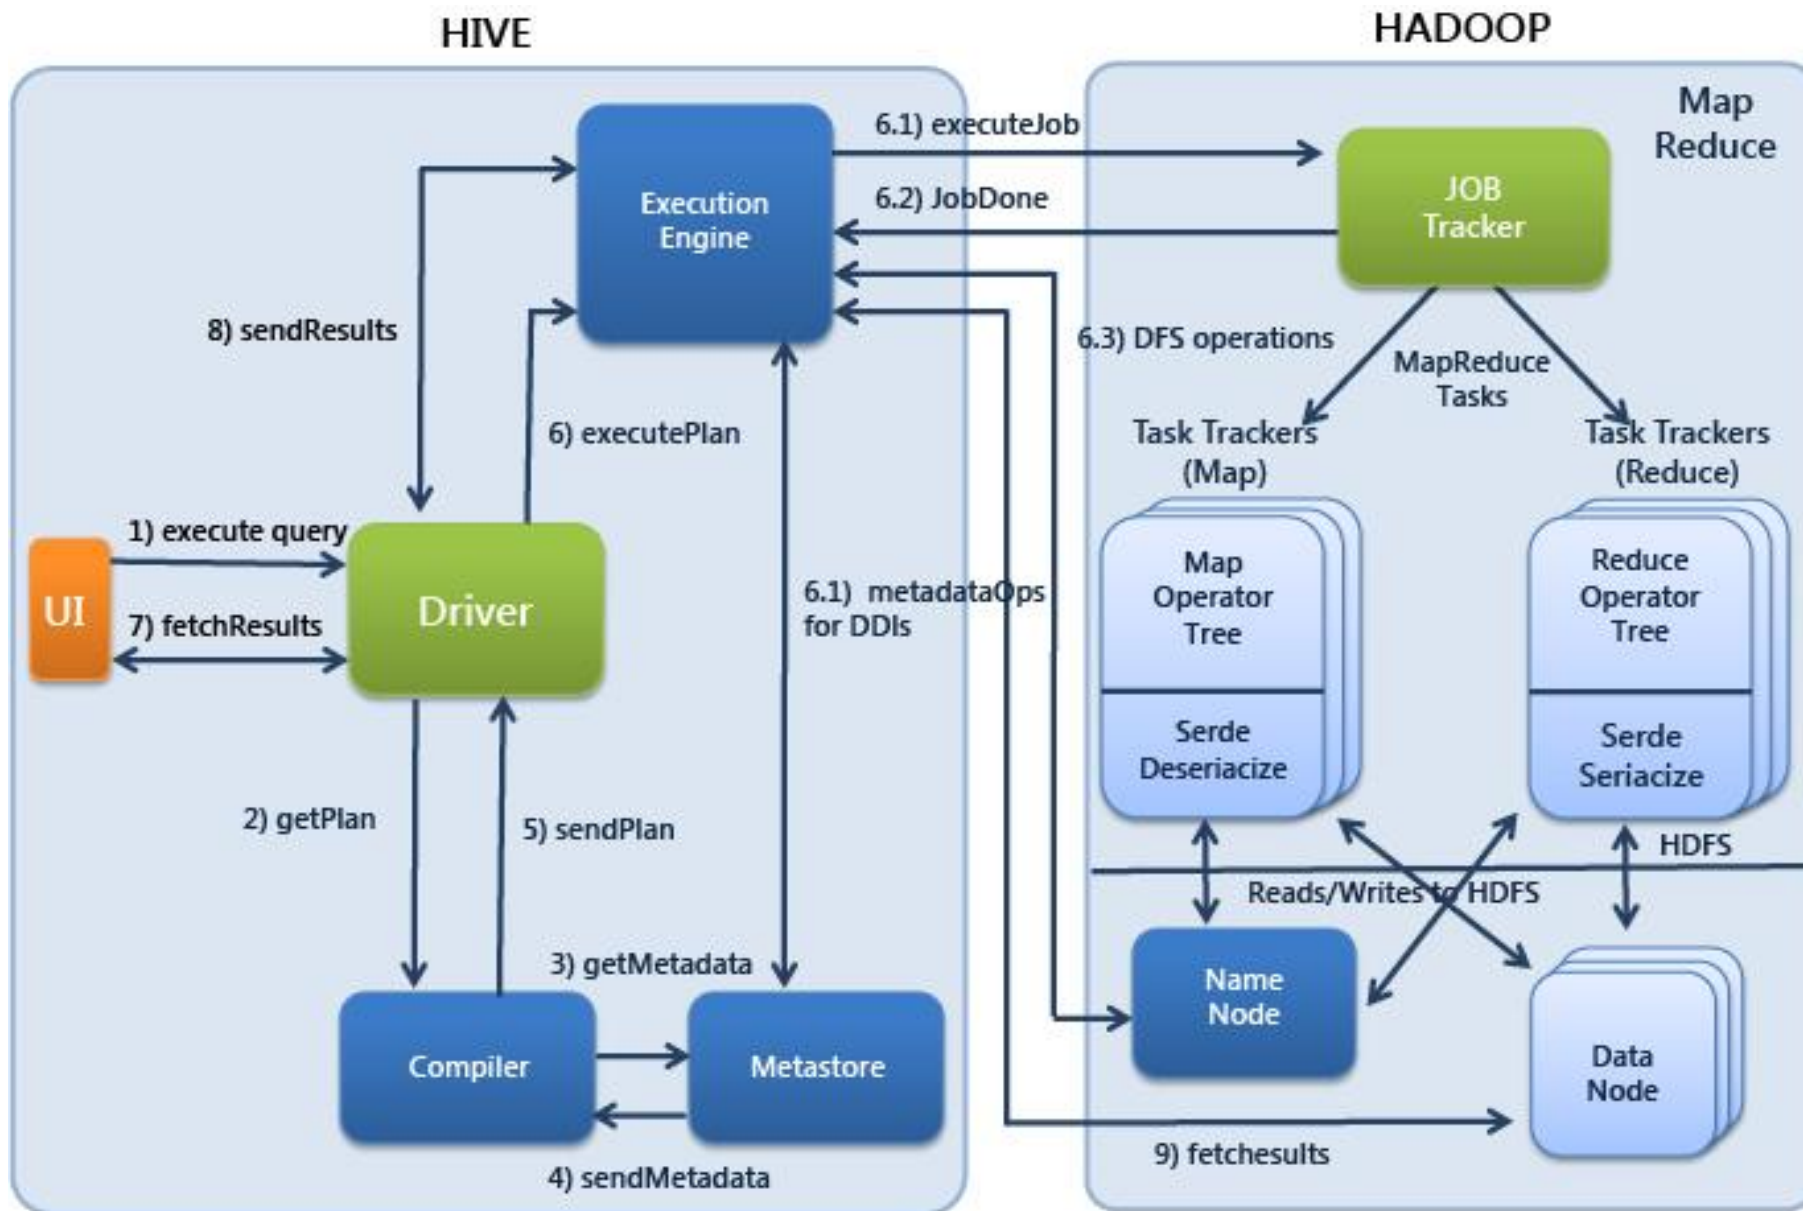 HIVE
HADOOP
Map
Reduce
Execution
Engine
6.1) executeJob
6.2) JobDone
JOB
Tracker
8) sendResults
6) executePlan
6.3) DFS operations
MapReduce
Tasks
Task Trackers
(Map)
Task Trackers
(Reduce)
1) execute query
UI
7) fetchResults
Driver
6.1) metadataOps
for DDIs
Map
Operator
Tree
Serde
Deseriacize
Reduce
Operator
Tree
Serde
Seriacize
2) getPlan
5) sendPlan
HDFS
Reads/Writes to HDFS
3) getMetadata
Compiler
Metastore
4) sendMetadata
Name
Node
Data
Node
9) fetchesults